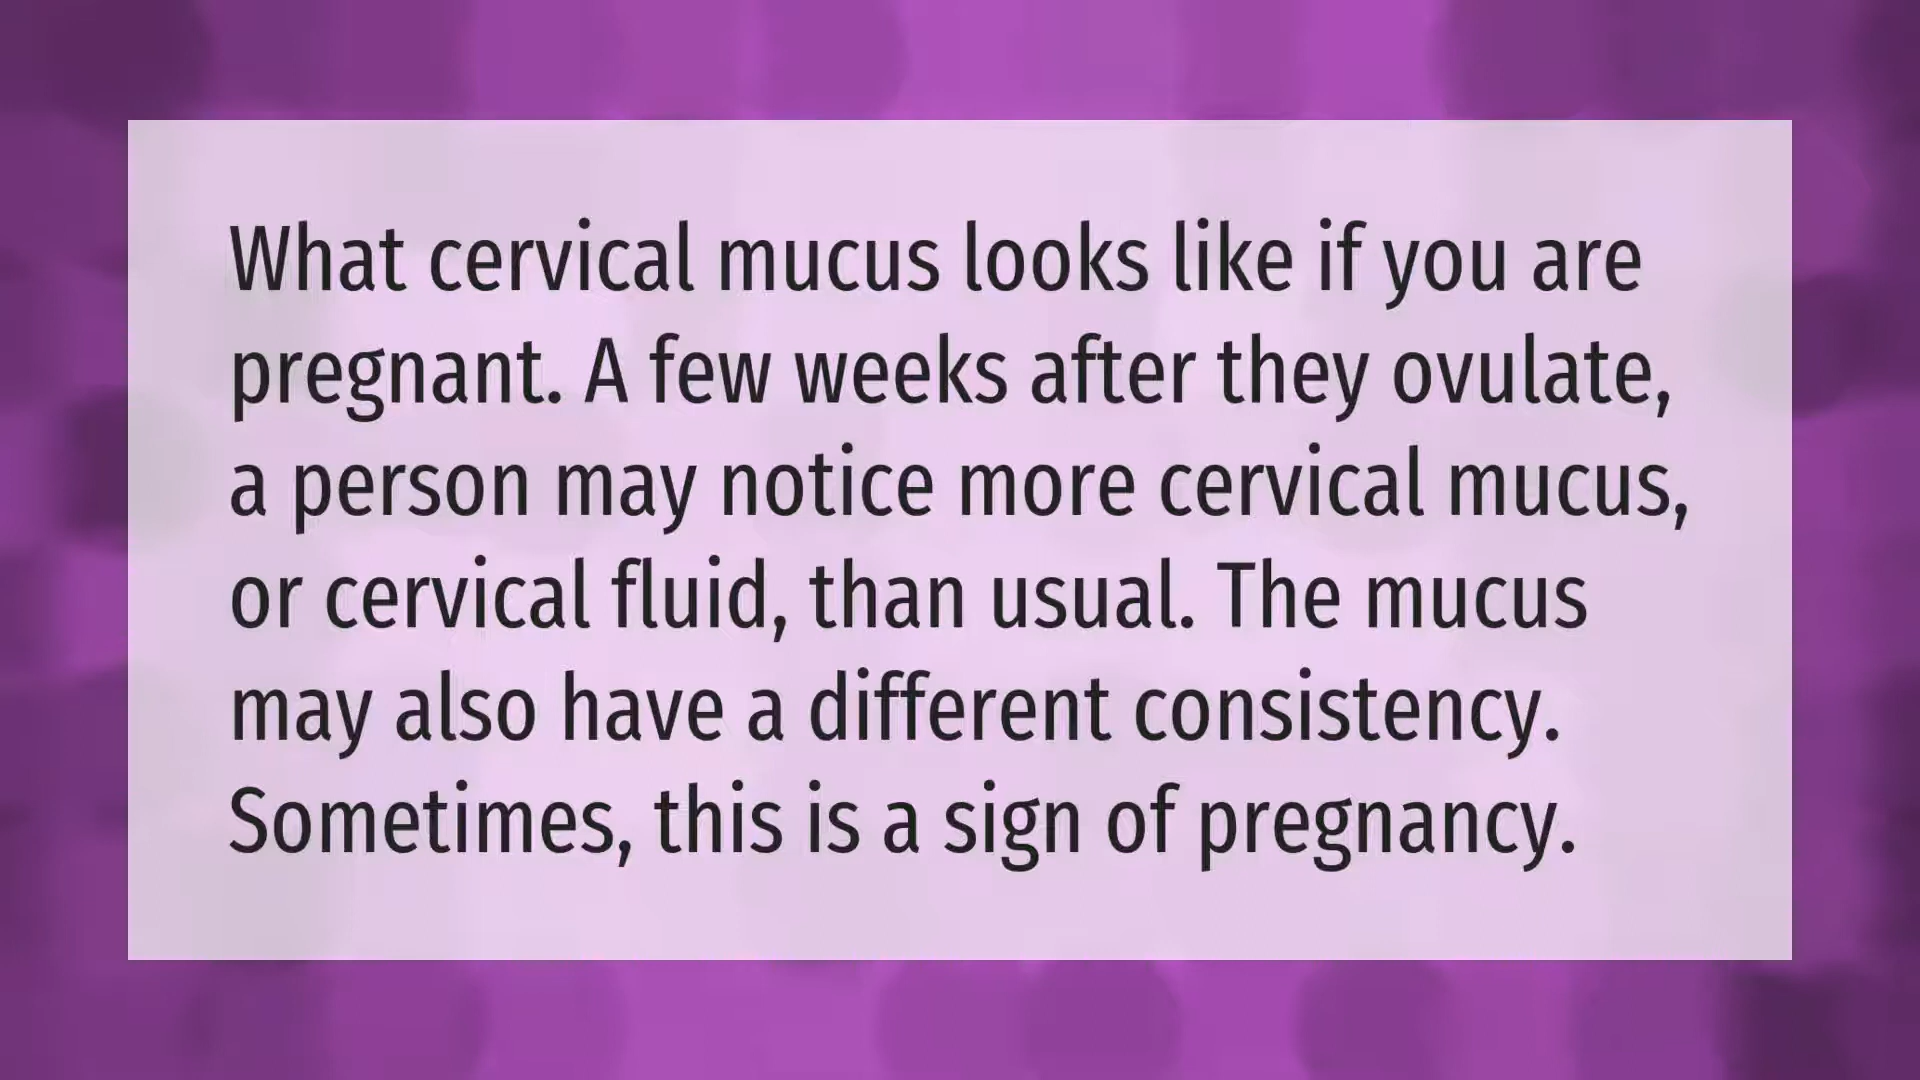 What cervical mucus looks like if you are
pregnant. A few weeks after they ovulate,
a person may notice more cervical mucus,
or cervical fluid, than usual. The mucus
may also have a different consistency.
Sometimes, this is a sign of pregnancy.